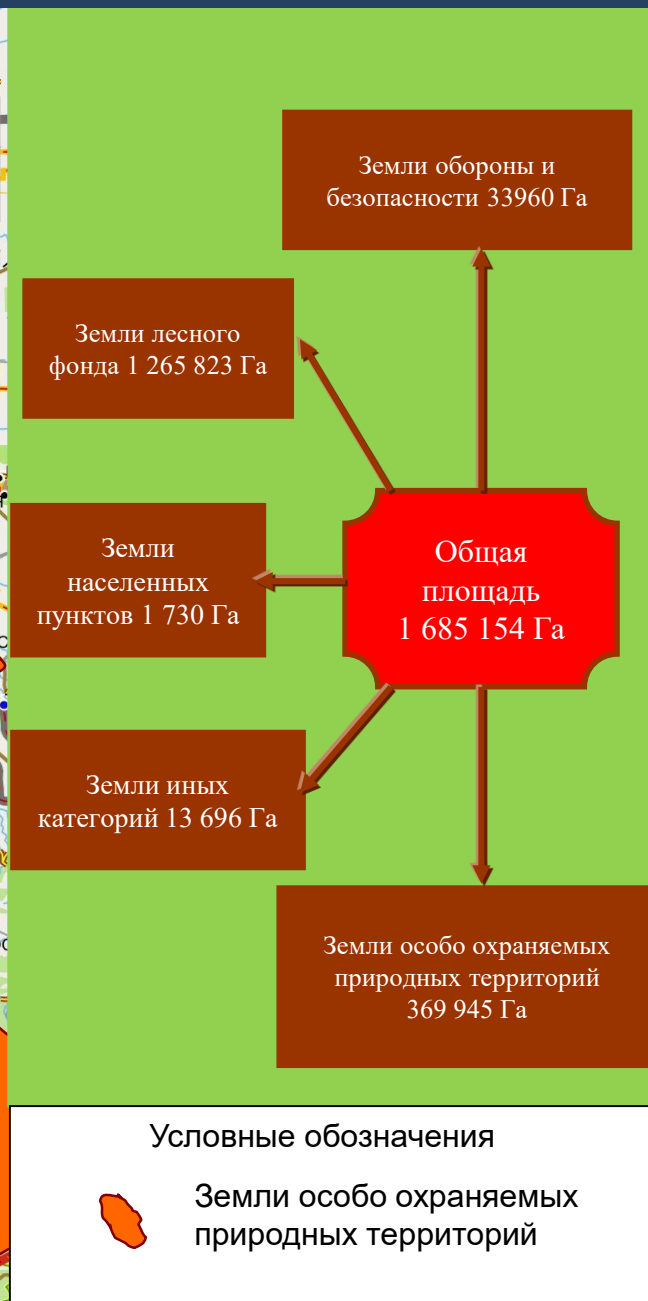 Земли обороны и
безопасности 33960 Га
Земли лесного
фонда 1 265 823 Га
Земли
населенных
пунктов 1 730 Га
Общая
площадь
1 685 154 Га
Земли иных
категорий 13 696 Га
Земли особо охраняемых
природных территорий
369 945 Га
Условные обозначения
Земли особо охраняемых
природных территорий